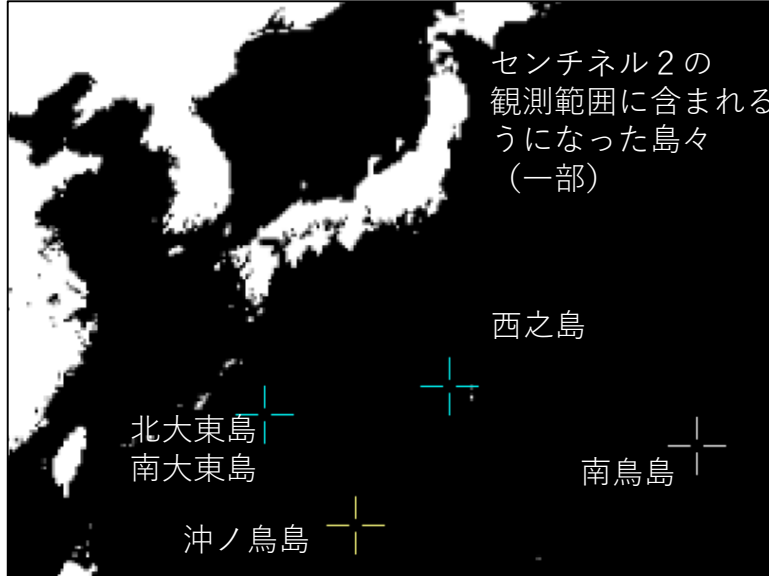 センチネル２の
観測範囲に含まれる
うになった島々
（一部）
西之島
北大東島
南大東島
南鳥島
沖ノ鳥島